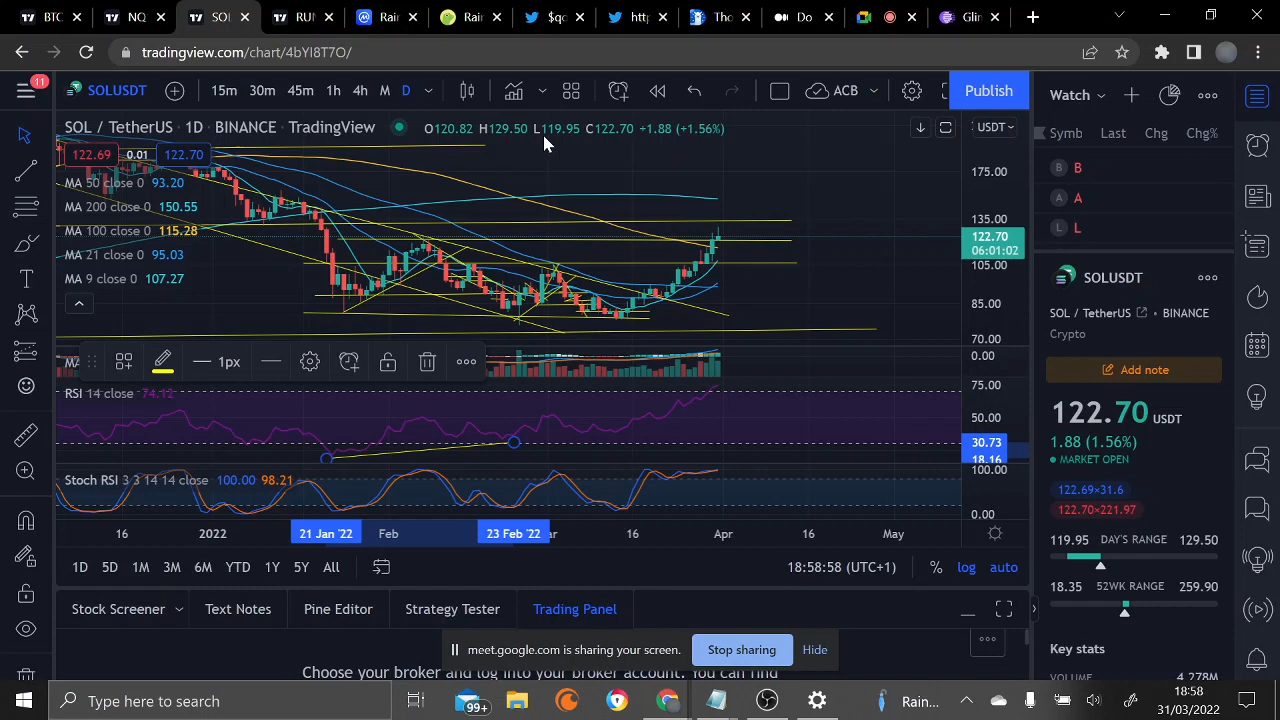 BTC
NQ
SOL
RUN
Rain
Rain
$qc
http
Tho
Do
Glin
tradingview.com/chart/4bYI8T7O/
11
SOLUSDT
15m 30m 45m 1h 4h M D
ACB
Publish
SOL / TetherUS · 1D · BINANCE · TradingView
O120.82 H129.50 L119.95 C122.70 +1.88 (+1.56%)
USDT
122.69 0.01 122.70
MA 50 close 0 93.20
MA 200 close 0 150.55
MA 100 close 0 115.28
MA 21 close 0 95.03
MA 9 close 0 107.27
175.00
135.00
122.70
06:01:02
105.00
85.00
70.00
1px
0.00
RSI 14 close 74.12
75.00
50.00
30.73
18.16
Stoch RSI 3 3 14 14 close 100.00 98.21
100.00
0.00
16 2022 21 Jan '22 Feb 23 Feb '22 ar 16 Apr 16 May
1D 5D 1M 3M 6M YTD 1Y 5Y All
18:58:58 (UTC+1) % log auto
Stock Screener Text Notes Pine Editor Strategy Tester Trading Panel
meet.google.com is sharing your screen. Stop sharing Hide
Choose your broker and log into your broker account. You can find
Watch
Symb Last Chg Chg%
B B
A A
L L
SOLUSDT
SOL / TetherUS BINANCE
Crypto
Add note
122.70 USDT
1.88 (1.56%)
MARKET OPEN
122.69×31.6
122.70×221.97
119.95 DAY'S RANGE 129.50
18.35 52WK RANGE 259.90
Key stats
VOLUME 4.278M
Type here to search
99+
Rain...
18:58
31/03/2022